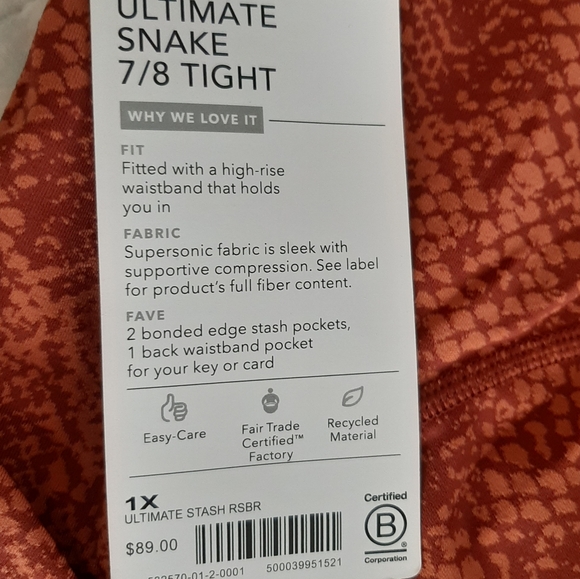 ULTIMATE
SNAKE
7/8 TIGHT
WHY WE LOVE IT
FIT
Fitted with a high-rise
waistband that holds
you in
FABRIC
Supersonic fabric is sleek with
supportive compression. See label
for product's full fiber content.
FAVE
2 bonded edge stash pockets,
1 back waistband pocket
for your key or card
Easy-Care
Fair Trade
Certified™
Factory
Recycled
Material
1X
ULTIMATE STASH RSBR
$89.00
500039951521
Certified
B
®
Corporation